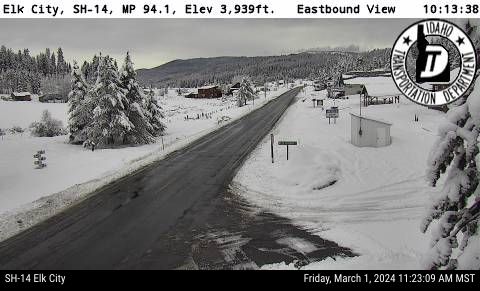 Elk City, SH-14, MP 94.1, Elev 3,939ft.   Eastbound View   10:13:38
IDAHO
TRANSPORTATION DEPARTMENT
SH-14 Elk City   Friday, March 1, 2024 11:23:09 AM MST